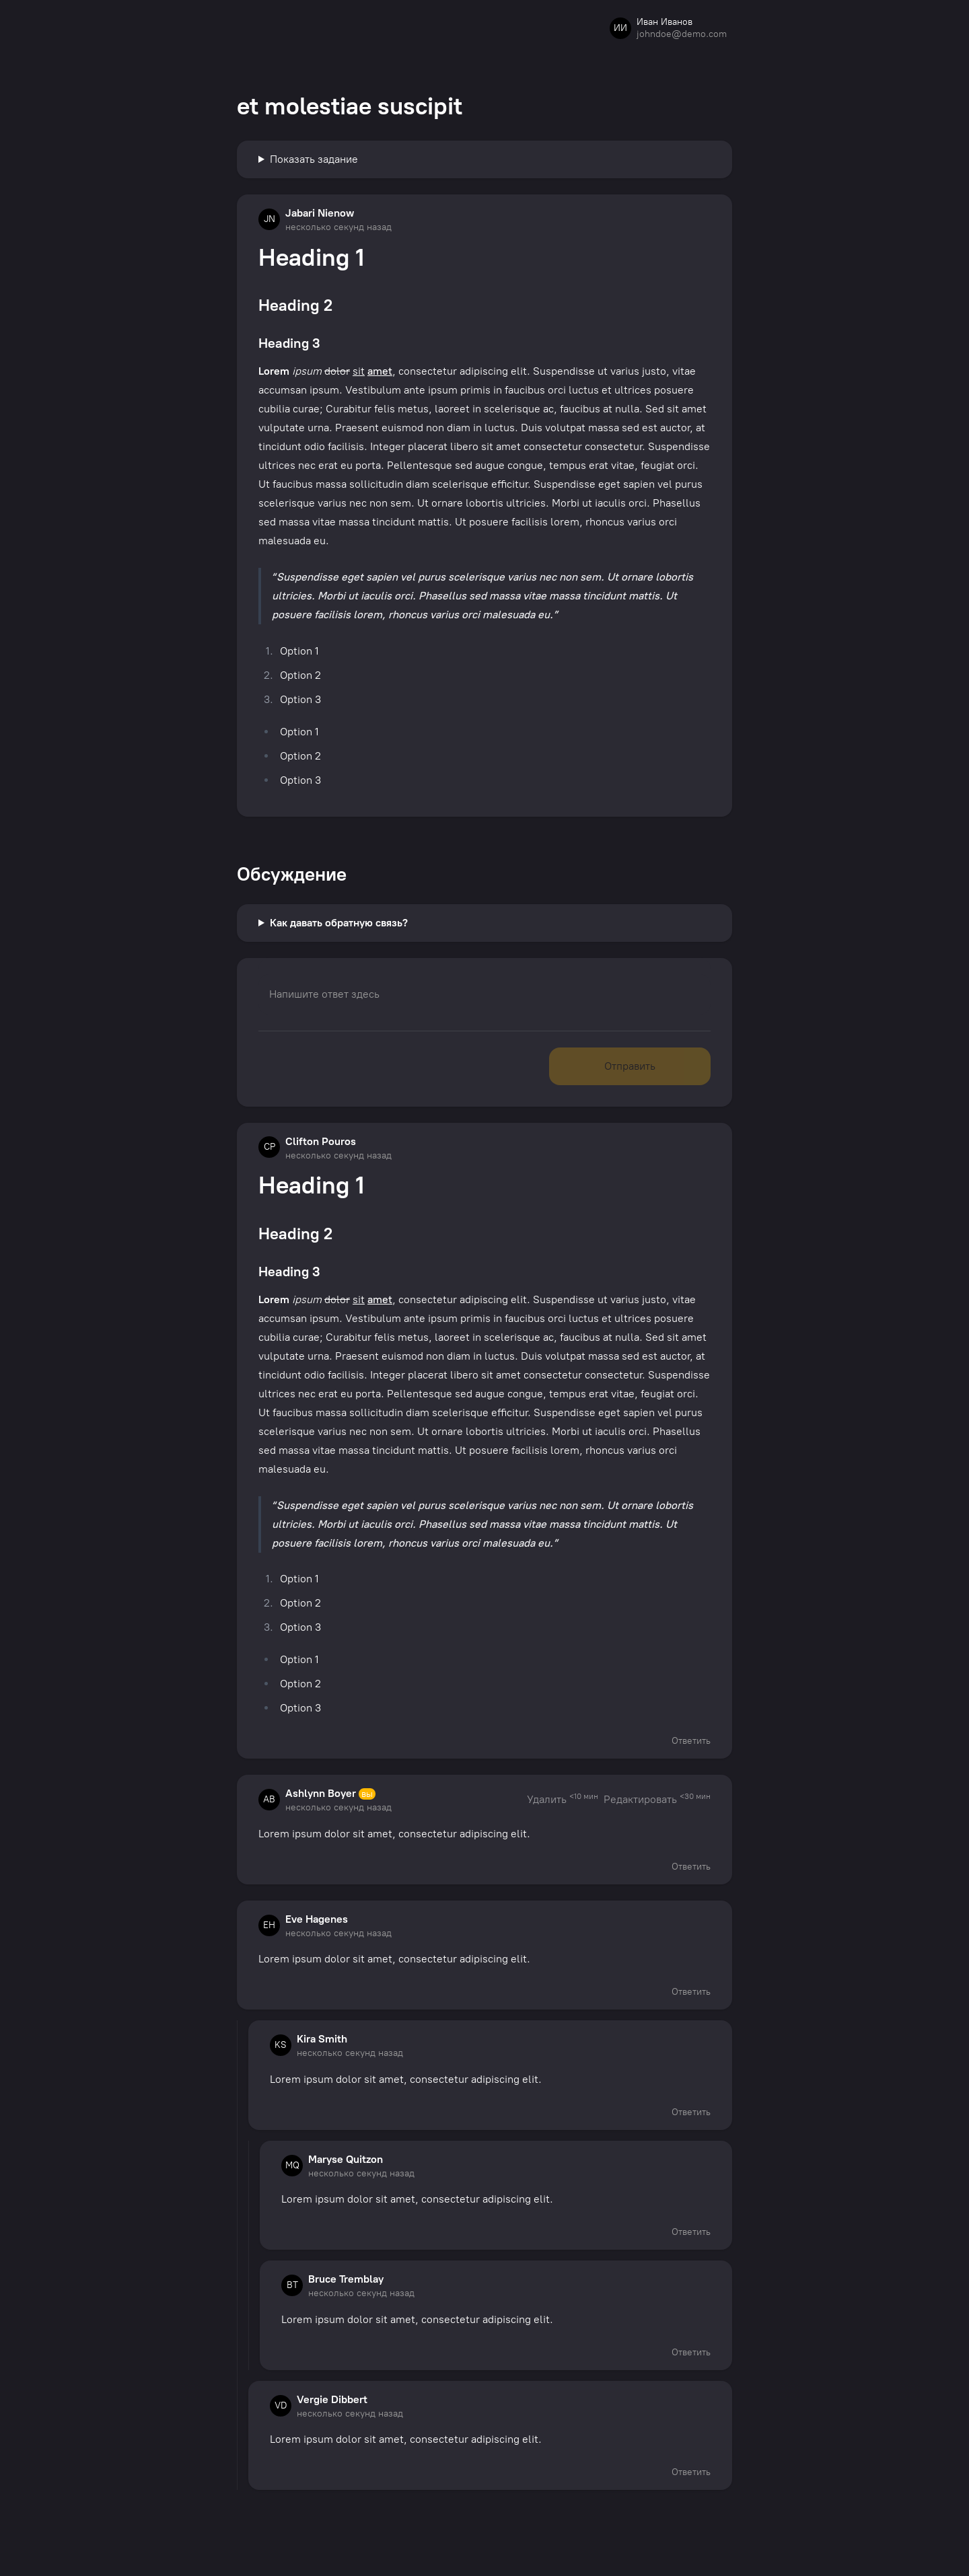 ИИ
Иван Иванов
johndoe@demo.com
et molestiae suscipit
Показать задание
JN
Jabari Nienow
несколько секунд назад
Heading 1
Heading 2
Heading 3
Lorem ipsum dolor sit amet, consectetur adipiscing elit. Suspendisse ut varius justo, vitae
accumsan ipsum. Vestibulum ante ipsum primis in faucibus orci luctus et ultrices posuere
cubilia curae; Curabitur felis metus, laoreet in scelerisque ac, faucibus at nulla. Sed sit amet
vulputate urna. Praesent euismod non diam in luctus. Duis volutpat massa sed est auctor, at
tincidunt odio facilisis. Integer placerat libero sit amet consectetur consectetur. Suspendisse
ultrices nec erat eu porta. Pellentesque sed augue congue, tempus erat vitae, feugiat orci.
Ut faucibus massa sollicitudin diam scelerisque efficitur. Suspendisse eget sapien vel purus
scelerisque varius nec non sem. Ut ornare lobortis ultricies. Morbi ut iaculis orci. Phasellus
sed massa vitae massa tincidunt mattis. Ut posuere facilisis lorem, rhoncus varius orci
malesuada eu.
"Suspendisse eget sapien vel purus scelerisque varius nec non sem. Ut ornare lobortis
ultricies. Morbi ut iaculis orci. Phasellus sed massa vitae massa tincidunt mattis. Ut
posuere facilisis lorem, rhoncus varius orci malesuada eu."
1. Option 1
2. Option 2
3. Option 3
• Option 1
• Option 2
• Option 3
Обсуждение
Как давать обратную связь?
Напишите ответ здесь
Отправить
CP
Clifton Pouros
несколько секунд назад
Heading 1
Heading 2
Heading 3
Lorem ipsum dolor sit amet, consectetur adipiscing elit. Suspendisse ut varius justo, vitae
accumsan ipsum. Vestibulum ante ipsum primis in faucibus orci luctus et ultrices posuere
cubilia curae; Curabitur felis metus, laoreet in scelerisque ac, faucibus at nulla. Sed sit amet
vulputate urna. Praesent euismod non diam in luctus. Duis volutpat massa sed est auctor, at
tincidunt odio facilisis. Integer placerat libero sit amet consectetur consectetur. Suspendisse
ultrices nec erat eu porta. Pellentesque sed augue congue, tempus erat vitae, feugiat orci.
Ut faucibus massa sollicitudin diam scelerisque efficitur. Suspendisse eget sapien vel purus
scelerisque varius nec non sem. Ut ornare lobortis ultricies. Morbi ut iaculis orci. Phasellus
sed massa vitae massa tincidunt mattis. Ut posuere facilisis lorem, rhoncus varius orci
malesuada eu.
"Suspendisse eget sapien vel purus scelerisque varius nec non sem. Ut ornare lobortis
ultricies. Morbi ut iaculis orci. Phasellus sed massa vitae massa tincidunt mattis. Ut
posuere facilisis lorem, rhoncus varius orci malesuada eu."
1. Option 1
2. Option 2
3. Option 3
• Option 1
• Option 2
• Option 3
Ответить
AB
Ashlynn Boyer Вы
несколько секунд назад
Удалить <10 мин Редактировать <30 мин
Lorem ipsum dolor sit amet, consectetur adipiscing elit.
Ответить
EH
Eve Hagenes
несколько секунд назад
Lorem ipsum dolor sit amet, consectetur adipiscing elit.
Ответить
KS
Kira Smith
несколько секунд назад
Lorem ipsum dolor sit amet, consectetur adipiscing elit.
Ответить
MQ
Maryse Quitzon
несколько секунд назад
Lorem ipsum dolor sit amet, consectetur adipiscing elit.
Ответить
BT
Bruce Tremblay
несколько секунд назад
Lorem ipsum dolor sit amet, consectetur adipiscing elit.
Ответить
VD
Vergie Dibbert
несколько секунд назад
Lorem ipsum dolor sit amet, consectetur adipiscing elit.
Ответить